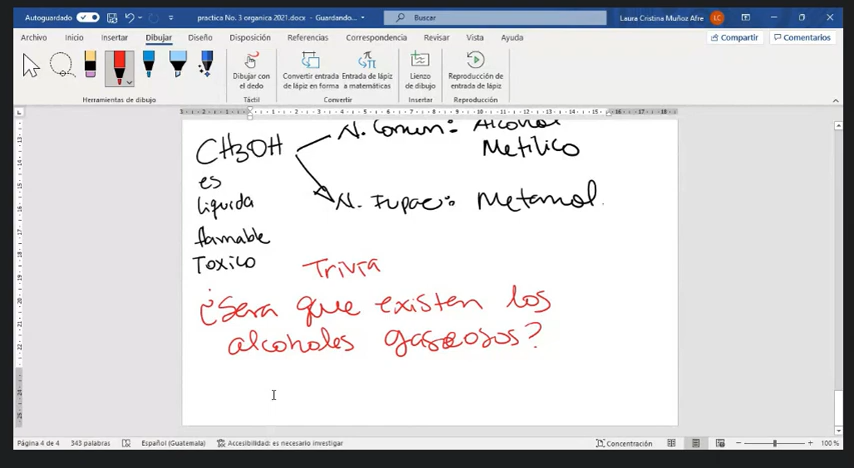 Autoguardado
practica No. 3 organica 2021.docx - Guardando...
Buscar
Laura Cristina Muñoz Afre
LC
Archivo Inicio Insertar Dibujar Diseño Disposición Referencias Correspondencia Revisar Vista Ayuda
Compartir
Comentarios
Dibujar con el dedo
Convertir entrada de lápiz en forma
Entrada de lápiz a matemáticas
Lienzo de dibujo
Reproducción de entrada de lápiz
Herramientas de dibujo
Táctil
Convertir
Insertar
Reproducción
CH3OH
N. Comun: Alcohol
Metilico
es
liquida
N. Iupac: Metanol.
flamable
Toxico
Trivia
¿Sera que existen los
alcoholes gaseosos?
Página 4 de 4
343 palabras
Español (Guatemala)
Accesibilidad: es necesario investigar
Concentración
100 %